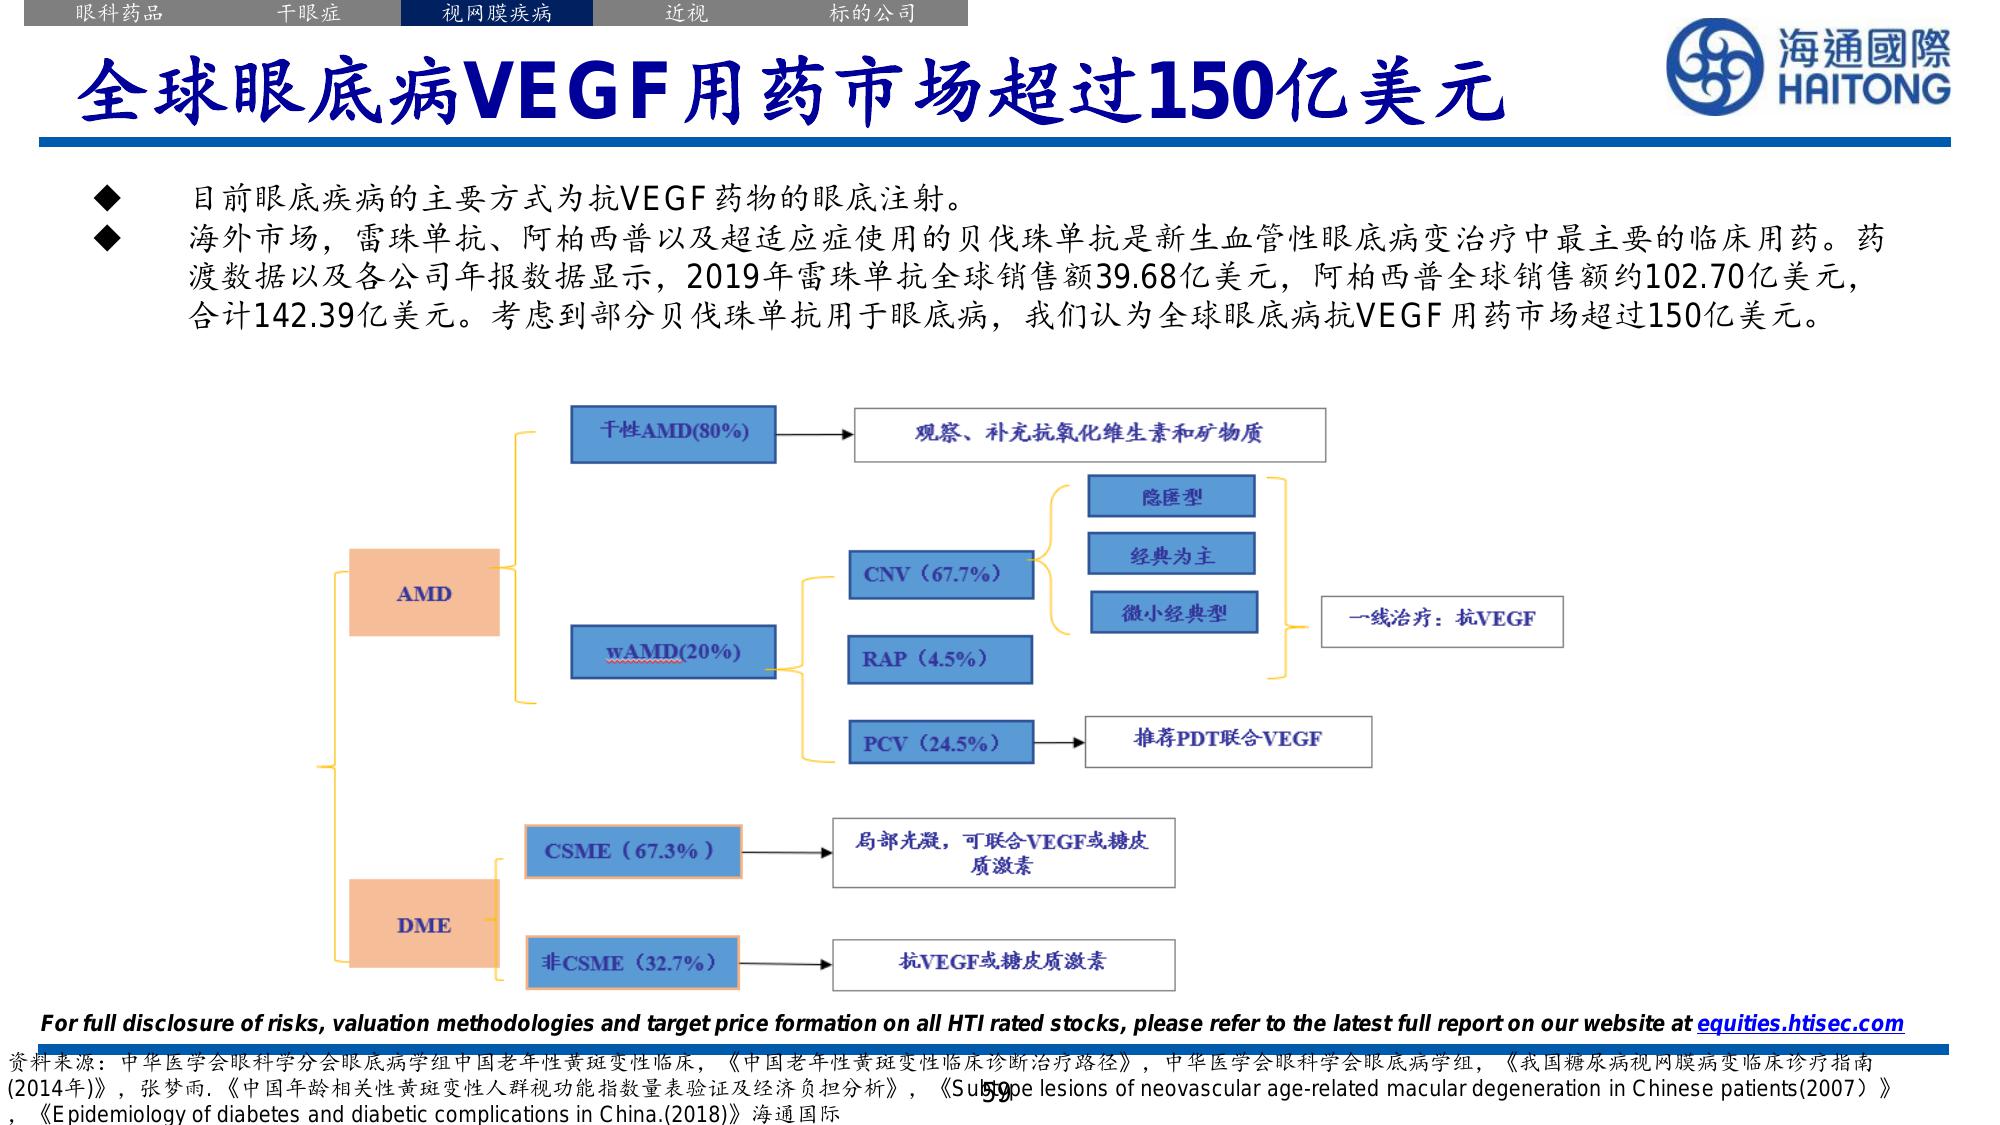 眼科药品 干眼症 视网膜疾病 近视 标的公司
海通國際
HAITONG
全球眼底病VEGF用药市场超过150亿美元
◆ 目前眼底疾病的主要方式为抗VEGF药物的眼底注射。
◆ 海外市场，雷珠单抗、阿柏西普以及超适应症使用的贝伐珠单抗是新生血管性眼底病变治疗中最主要的临床用药。药
渡数据以及各公司年报数据显示，2019年雷珠单抗全球销售额39.68亿美元，阿柏西普全球销售额约102.70亿美元，
合计142.39亿美元。考虑到部分贝伐珠单抗用于眼底病，我们认为全球眼底病抗VEGF用药市场超过150亿美元。
干性AMD(80%)
观察、补充抗氧化维生素和矿物质
隐匿型
经典为主
CNV（67.7%）
AMD
微小经典型
一线治疗：抗VEGF
wAMD(20%)
RAP（4.5%）
PCV（24.5%）
推荐PDT联合VEGF
CSME（67.3%）
局部光凝，可联合VEGF或糖皮
质激素
DME
非CSME（32.7%）
抗VEGF或糖皮质激素
For full disclosure of risks, valuation methodologies and target price formation on all HTI rated stocks, please refer to the latest full report on our website at equities.htisec.com
资料来源：中华医学会眼科学分会眼底病学组中国老年性黄斑变性临床，《中国老年性黄斑变性临床诊断治疗路径》，中华医学会眼科学会眼底病学组，《我国糖尿病视网膜病变临床诊疗指南
(2014年)》，张梦雨.《中国年龄相关性黄斑变性人群视功能指数量表验证及经济负担分析》，《Subtype lesions of neovascular age-related macular degeneration in Chinese patients(2007）》
，《Epidemiology of diabetes and diabetic complications in China.(2018)》海通国际
59